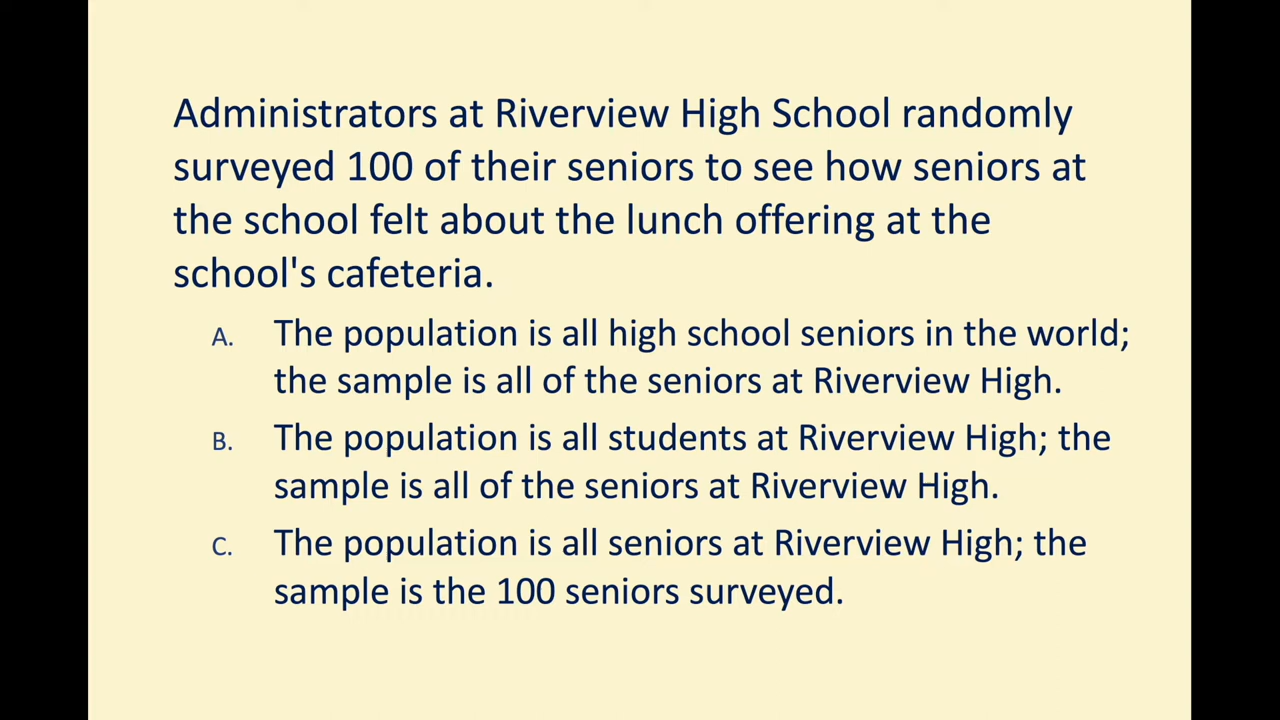 Administrators at Riverview High School randomly
surveyed 100 of their seniors to see how seniors at
the school felt about the lunch offering at the
school's cafeteria.
A. The population is all high school seniors in the world;
the sample is all of the seniors at Riverview High.
B. The population is all students at Riverview High; the
sample is all of the seniors at Riverview High.
C. The population is all seniors at Riverview High; the
sample is the 100 seniors surveyed.